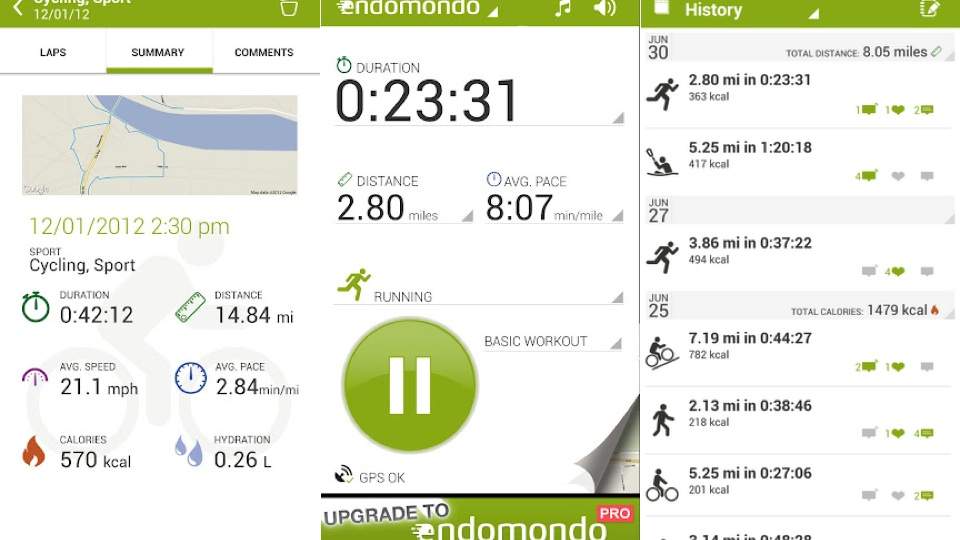 Cycling, Sport
12/01/12
LAPS
SUMMARY
COMMENTS
Google
Map data ©2012 Google
12/01/2012 2:30 pm
SPORT
Cycling, Sport
DURATION
0:42:12
DISTANCE
14.84 mi
AVG. SPEED
21.1 mph
AVG. PACE
2.84min/mi
CALORIES
570 kcal
HYDRATION
0.26 L
endomondo
DURATION
0:23:31
DISTANCE
2.80 miles
AVG. PACE
8:07 min/mile
RUNNING
BASIC WORKOUT
GPS OK
UPGRADE TO
endomondo PRO
History
JUN
30
TOTAL DISTANCE: 8.05 miles
2.80 mi in 0:23:31
363 kcal
1 1 2
5.25 mi in 1:20:18
417 kcal
4
JUN
27
3.86 mi in 0:37:22
494 kcal
4
JUN
25
TOTAL CALORIES: 1479 kcal
7.19 mi in 0:44:27
782 kcal
2 1
2.13 mi in 0:38:46
218 kcal
1 4
5.25 mi in 0:27:06
201 kcal
2
3.14 mi in 0:48:28